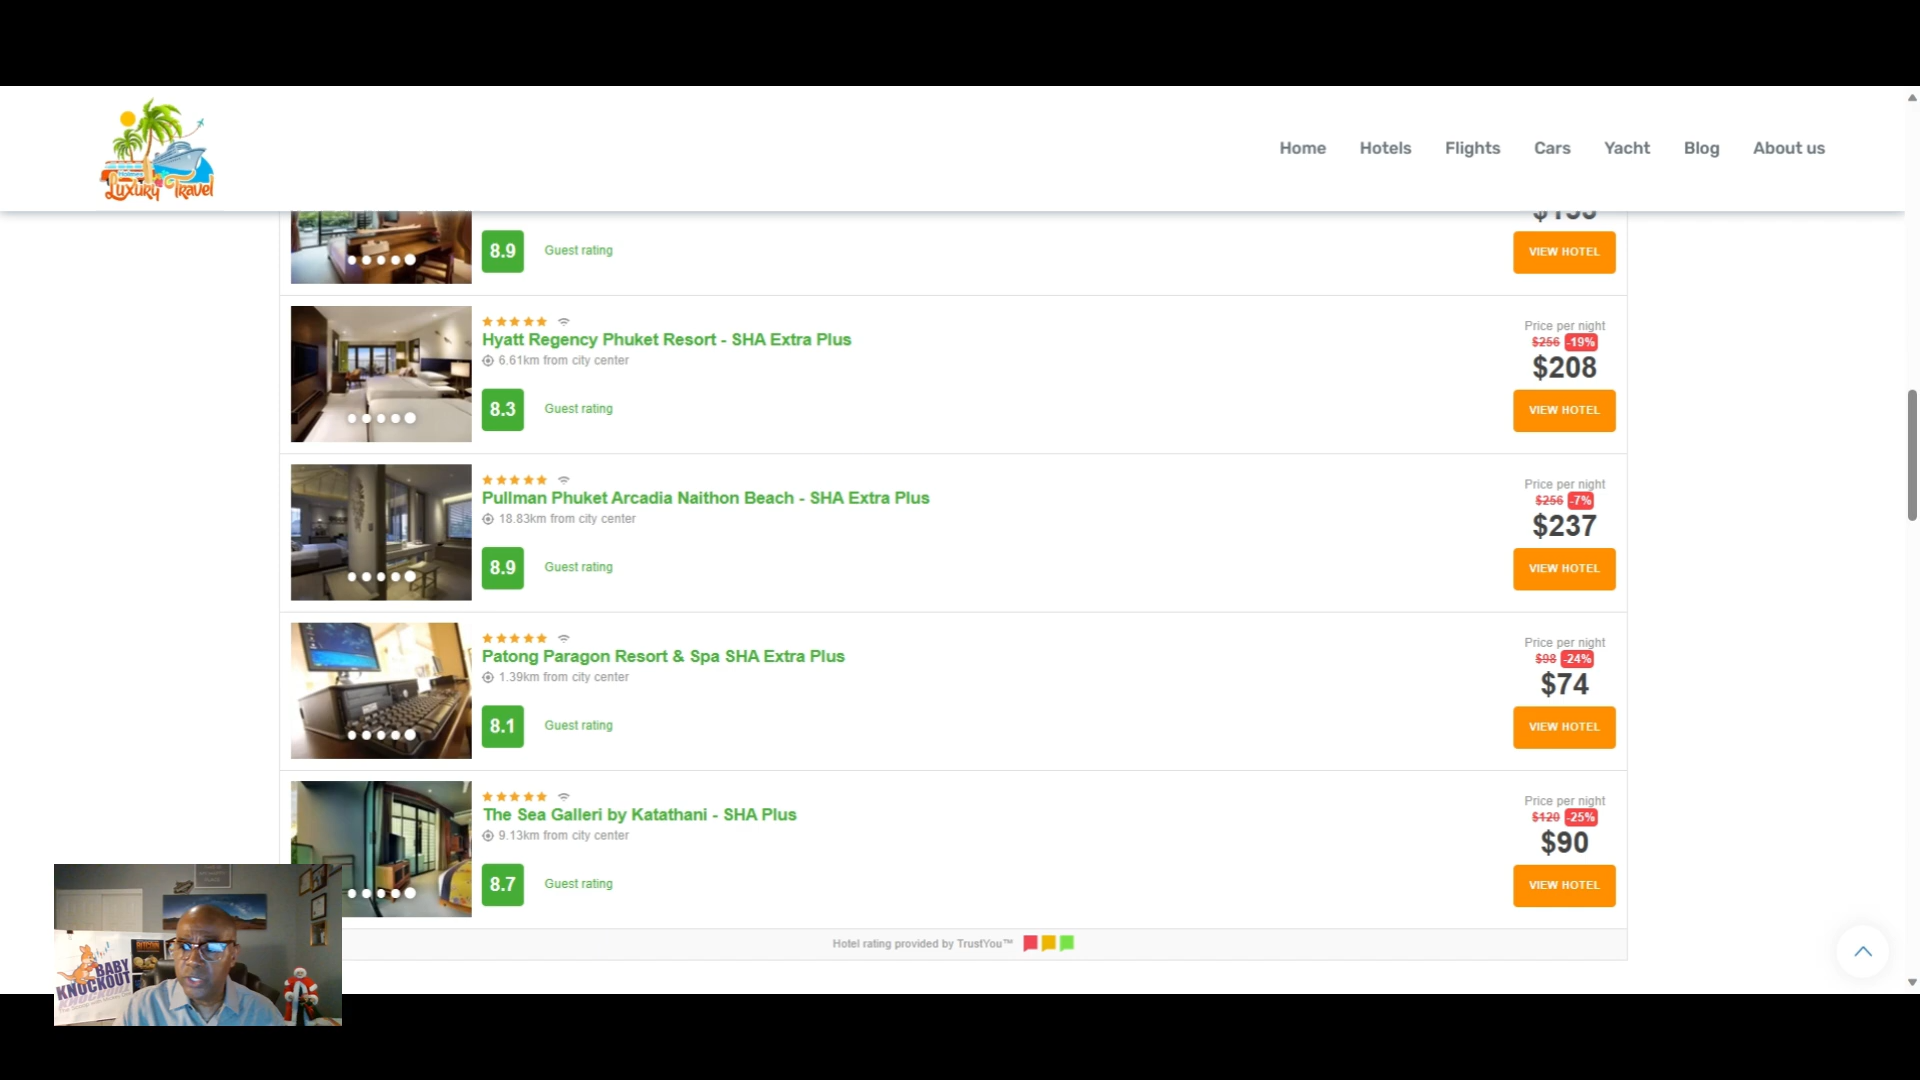 Luxury Travel
Home
Hotels
Flights
Cars
Yacht
Blog
About us
8.9
Guest rating
VIEW HOTEL
Hyatt Regency Phuket Resort - SHA Extra Plus
6.61km from city center
8.3
Guest rating
Price per night
$256 -19%
$208
VIEW HOTEL
Pullman Phuket Arcadia Naithon Beach - SHA Extra Plus
18.83km from city center
8.9
Guest rating
Price per night
$256 -7%
$237
VIEW HOTEL
Patong Paragon Resort & Spa SHA Extra Plus
1.39km from city center
8.1
Guest rating
Price per night
$98 -24%
$74
VIEW HOTEL
The Sea Galleri by Katathani - SHA Plus
9.13km from city center
8.7
Guest rating
Price per night
$120 -25%
$90
VIEW HOTEL
Hotel rating provided by TrustYou™
BITCOIN
BABY
KNOCKOUT